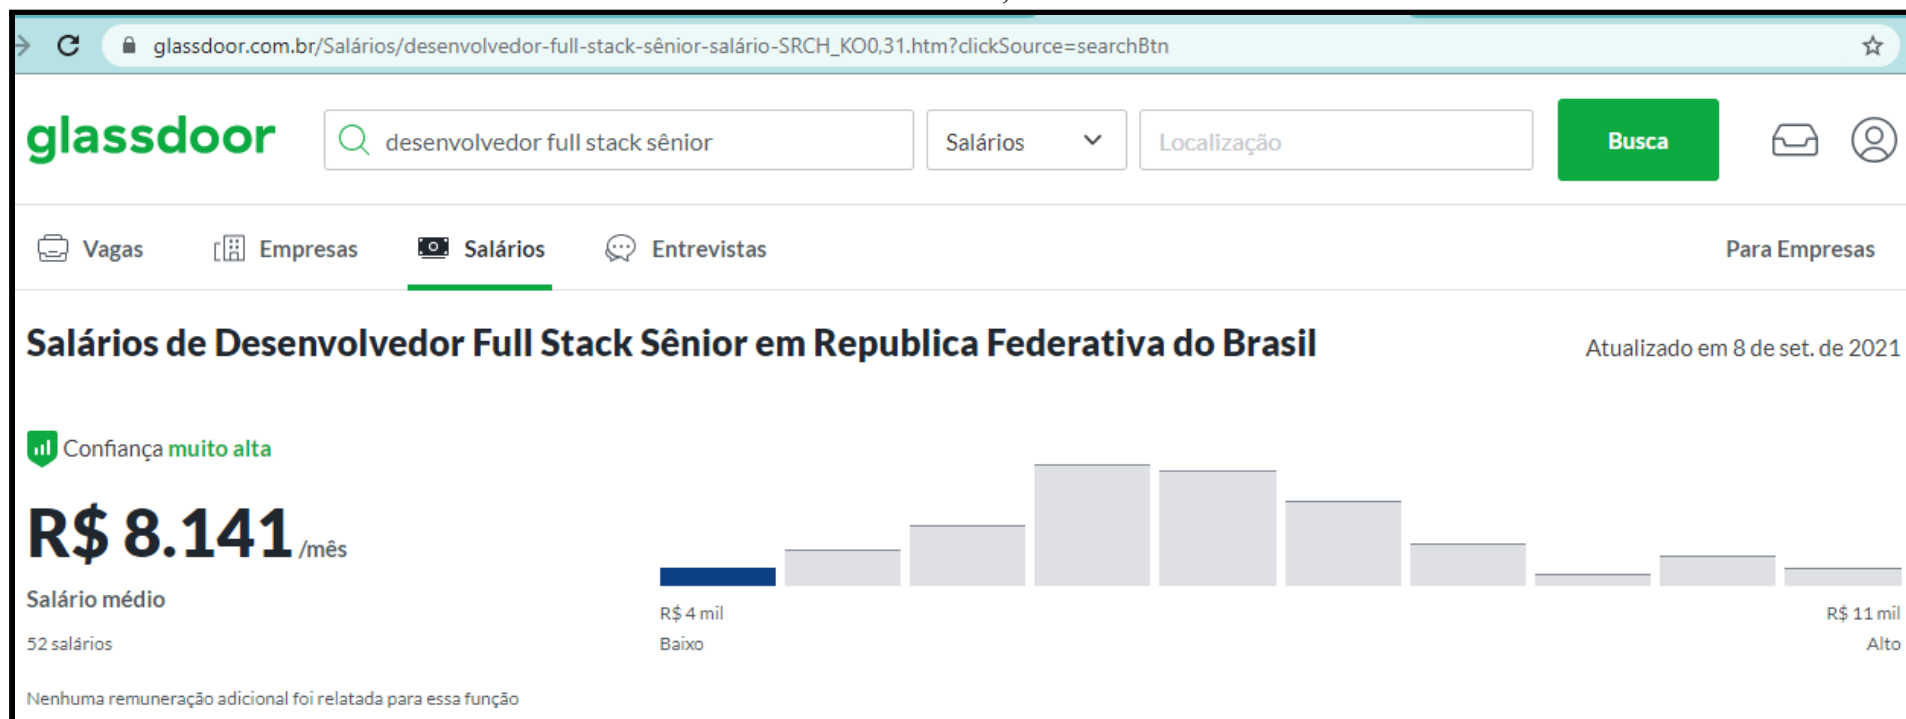 glassdoor.com.br/Salários/desenvolvedor-full-stack-sênior-salário-SRCH_KO0,31.htm?clickSource=searchBtn
glassdoor desenvolvedor full stack sênior Salários Localização Busca
Vagas Empresas Salários Entrevistas Para Empresas
Salários de Desenvolvedor Full Stack Sênior em Republica Federativa do Brasil Atualizado em 8 de set. de 2021
Confiança muito alta
R$ 8.141 /mês
Salário médio
52 salários
R$ 4 mil R$ 11 mil
Baixo Alto
Nenhuma remuneração adicional foi relatada para essa função